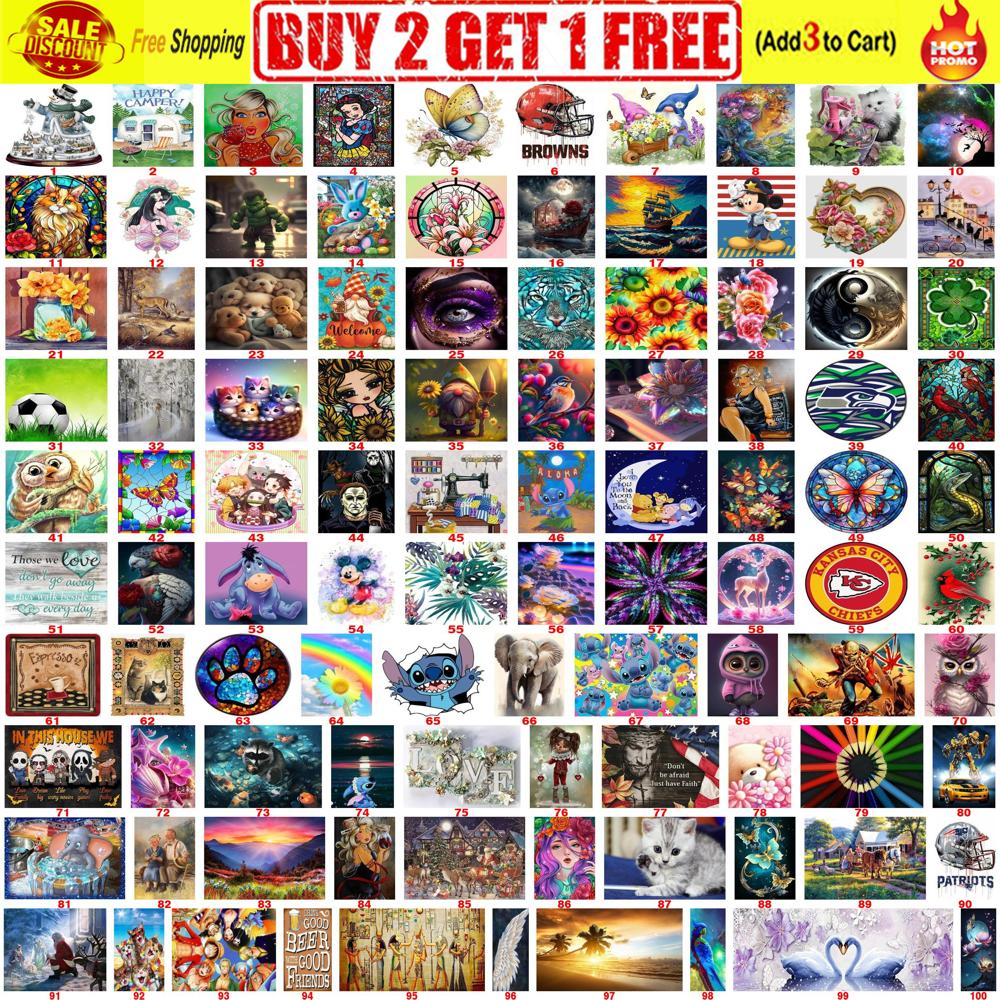 SALE
DISCOUNT
Free Shopping
BUY 2 GET 1 FREE
(Add 3 to Cart)
HOT
PROMO
HAPPY
CAMPER!
BROWNS
1 2 3 4 5 6 7 8 9 10
11 12 13 14 15 16 17 18 19 20
Welcome
21 22 23 24 25 26 27 28 29 30
31 32 33 34 35 36 37 38 39 40
ALOHA
I
Love
You
To the
Moon
and
Back
41 42 43 44 45 46 47 48 49 50
Those we love
don't go away
They walk beside us
every day
KANSAS CITY
KC
CHIEFS
51 52 53 54 55 56 57 58 59 60
Espresso
61 62 63 64 65 66 67 68 69 70
IN THIS HOUSE WE
LOVE
"Don't
be afraid
Just have Faith"
71 72 73 74 75 76 77 78 79 80
PATRIOTS
81 82 83 84 85 86 87 88 89 90
GOOD
BEER
GOOD
FRIENDS
91 92 93 94 95 96 97 98 99 100